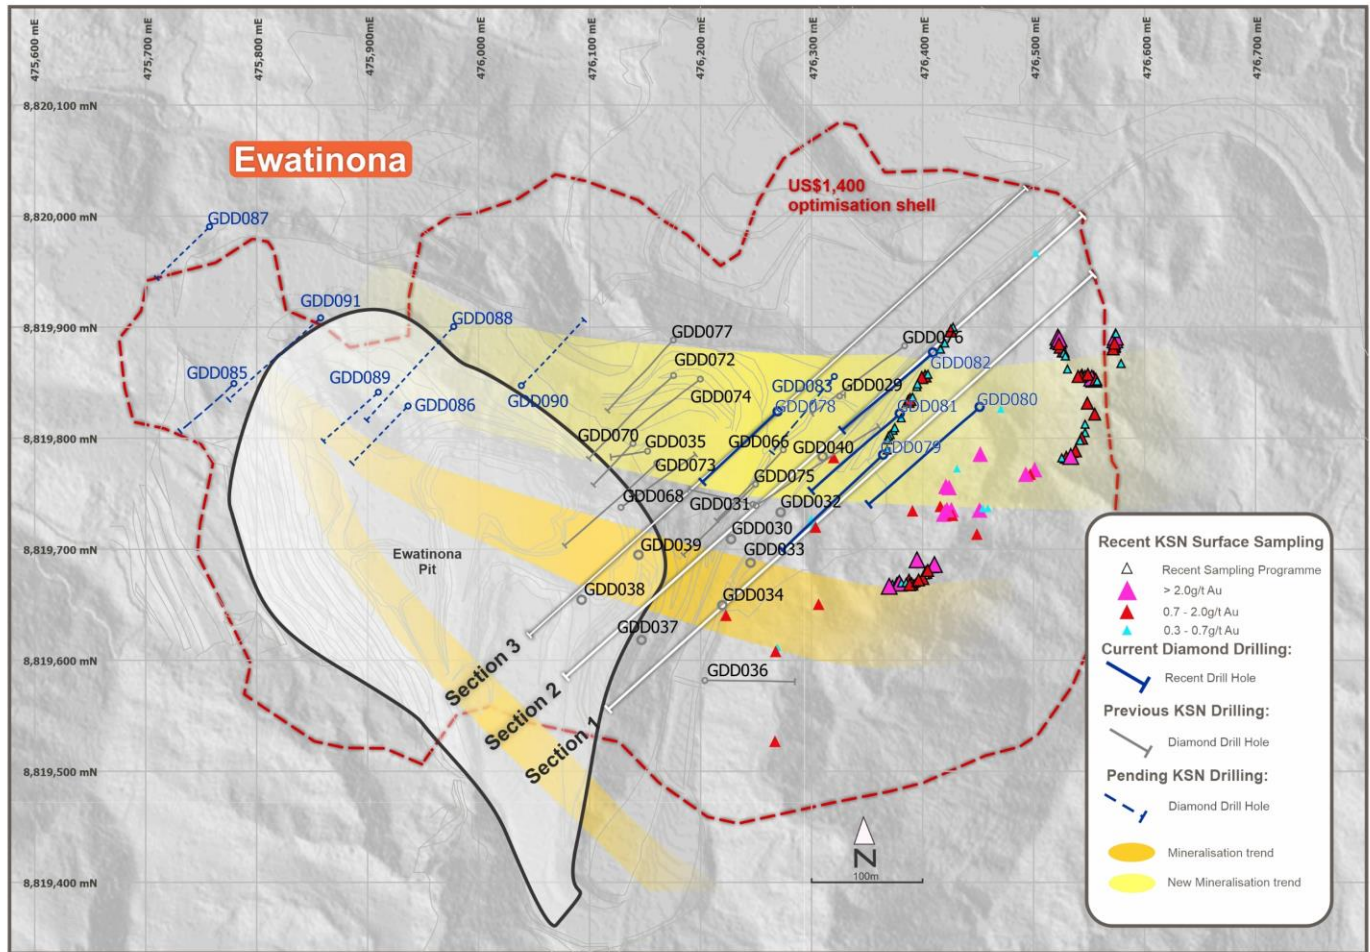 475,600 mE
475,700 mE
475,800 mE
475,900mE
476,000 mE
476,100 mE
476,200 mE
476,300 mE
476,400 mE
476,500 mE
476,600 mE
476,700 mE
8,820,100 mN
Ewatinona
US$1,400
optimisation shell
8,820,000 mN
GDD087
8,819,900 mN
GDD091
GDD088
GDD077
GDD076
GDD072
GDD082
GDD085
GDD089
GDD086
GDD090
GDD074
GDD083
GDD029
GDD078
GDD081
GDD080
8,819,800 mN
GDD070
GDD035
GDD066
GDD040
GDD079
GDD073
GDD075
GDD068
GDD031
GDD032
8,819,700 mN
Ewatinona
Pit
GDD039
GDD030
GDD033
GDD038
GDD034
GDD037
8,819,600 mN
GDD036
Section 3
Section 2
Section 1
8,819,500 mN
8,819,400 mN
N
100m
Recent KSN Surface Sampling
Recent Sampling Programme
> 2.0g/t Au
0.7 - 2.0g/t Au
0.3 - 0.7g/t Au
Current Diamond Drilling:
Recent Drill Hole
Previous KSN Drilling:
Diamond Drill Hole
Pending KSN Drilling:
Diamond Drill Hole
Mineralisation trend
New Mineralisation trend